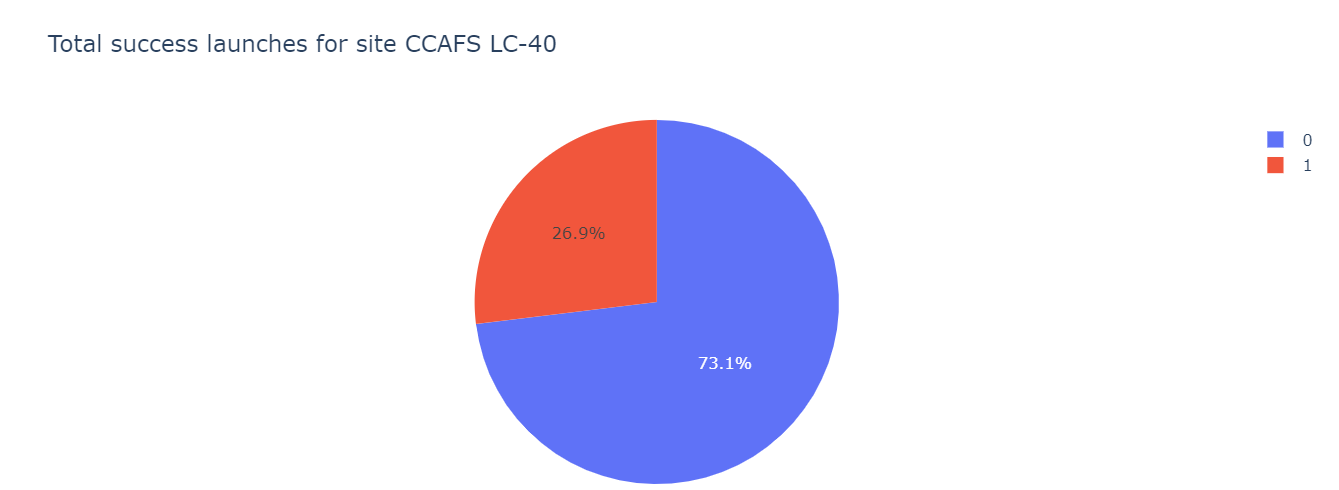 Total success launches for site CCAFS LC-40
0
1
26.9%
73.1%